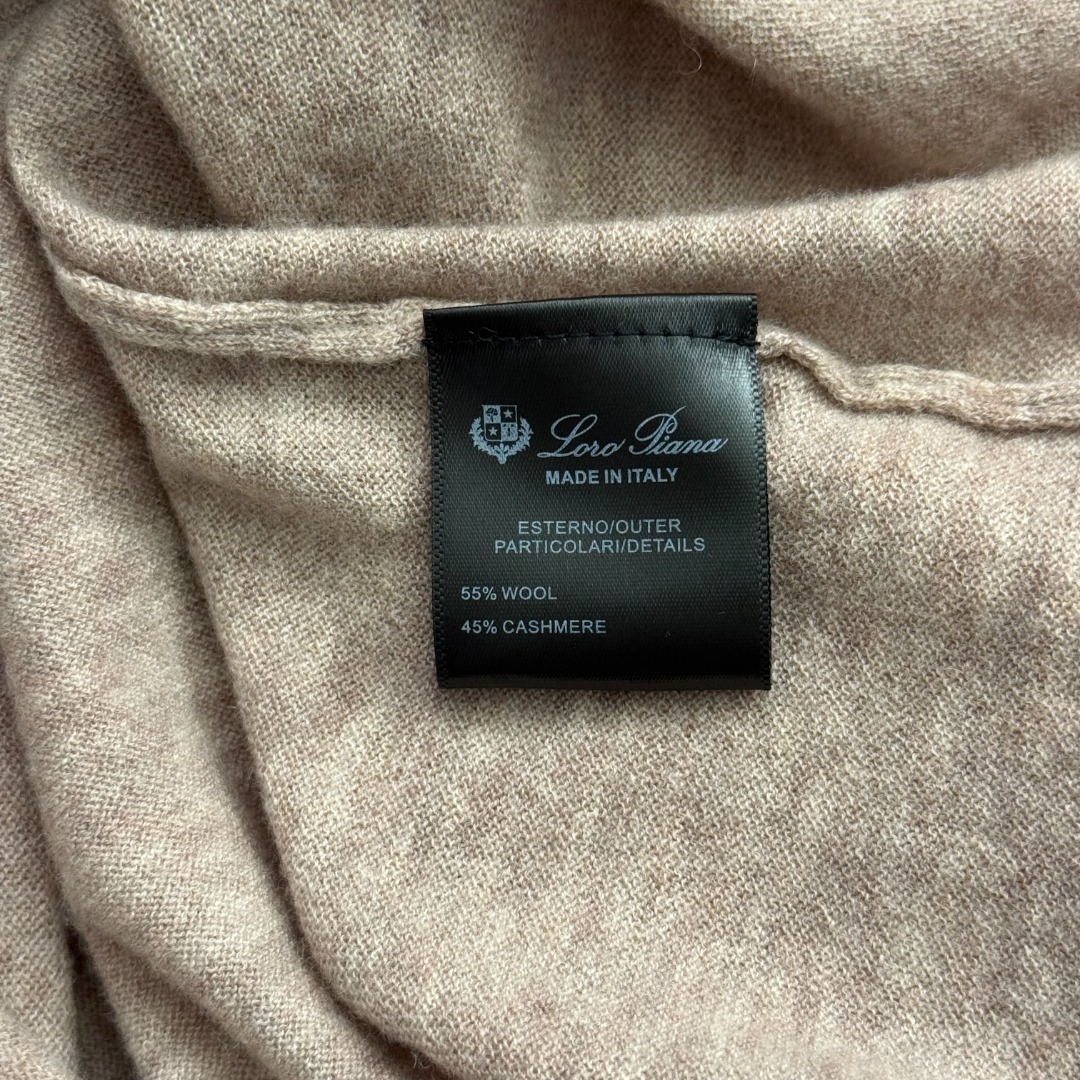 Loro Piana
MADE IN ITALY
ESTERNO/OUTER
PARTICOLARI/DETAILS
55% WOOL
45% CASHMERE